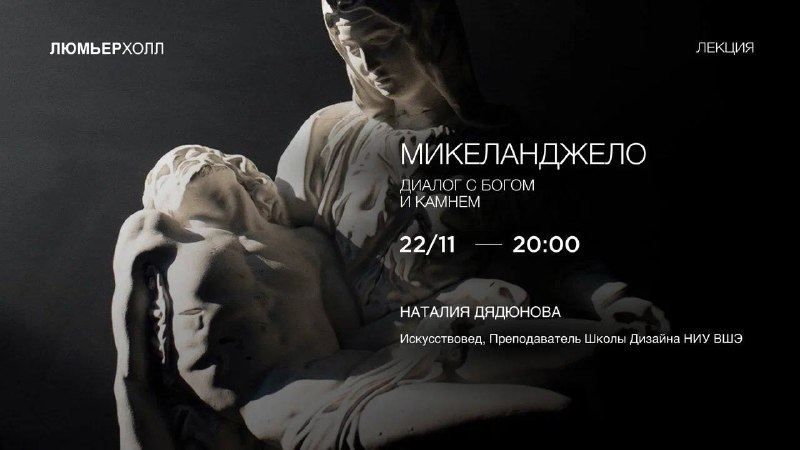 ЛЮМЬЕРХОЛЛ
ЛЕКЦИЯ
МИКЕЛАНДЖЕЛО
ДИАЛОГ С БОГОМ
И КАМНЕМ
22/11 — 20:00
НАТАЛИЯ ДЯДЮНОВА
Искусствовед, Преподаватель Школы Дизайна НИУ ВШЭ